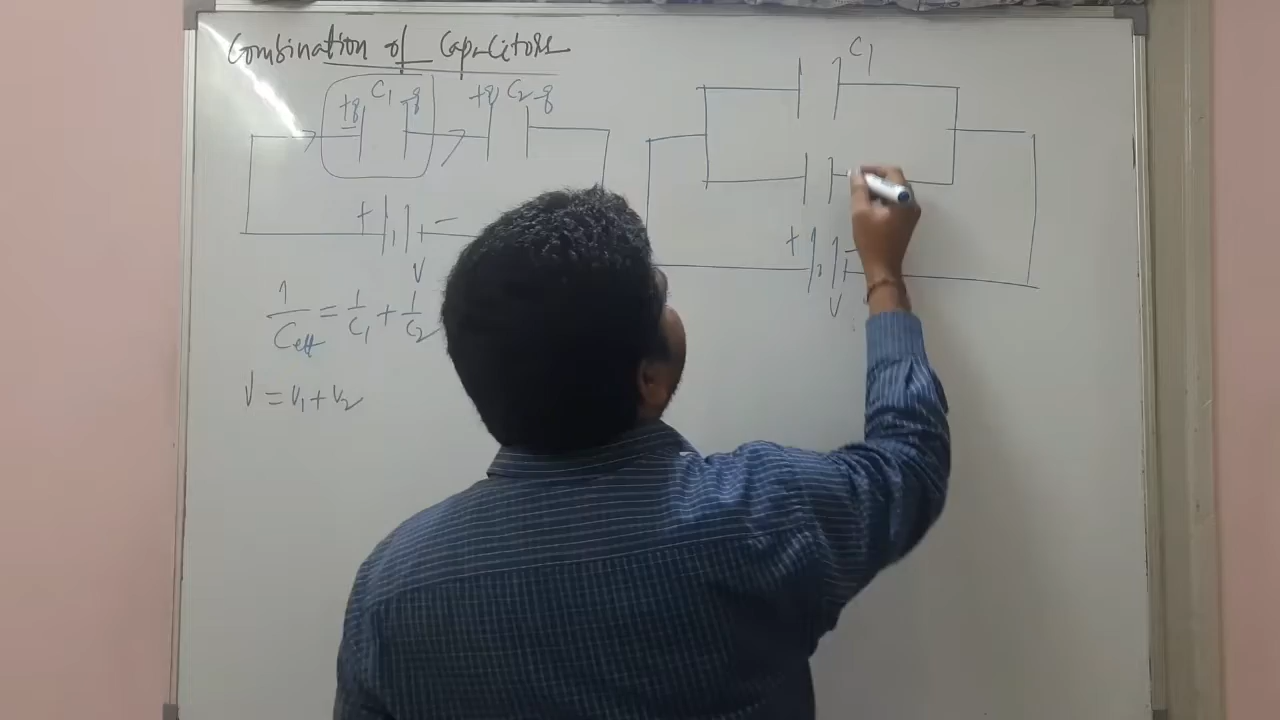 Combination of Capacitors
+q C1 -q +q C2 -q
+ − V
1/Ceff = 1/C1 + 1/C2
V = V1 + V2
C1
+ − V